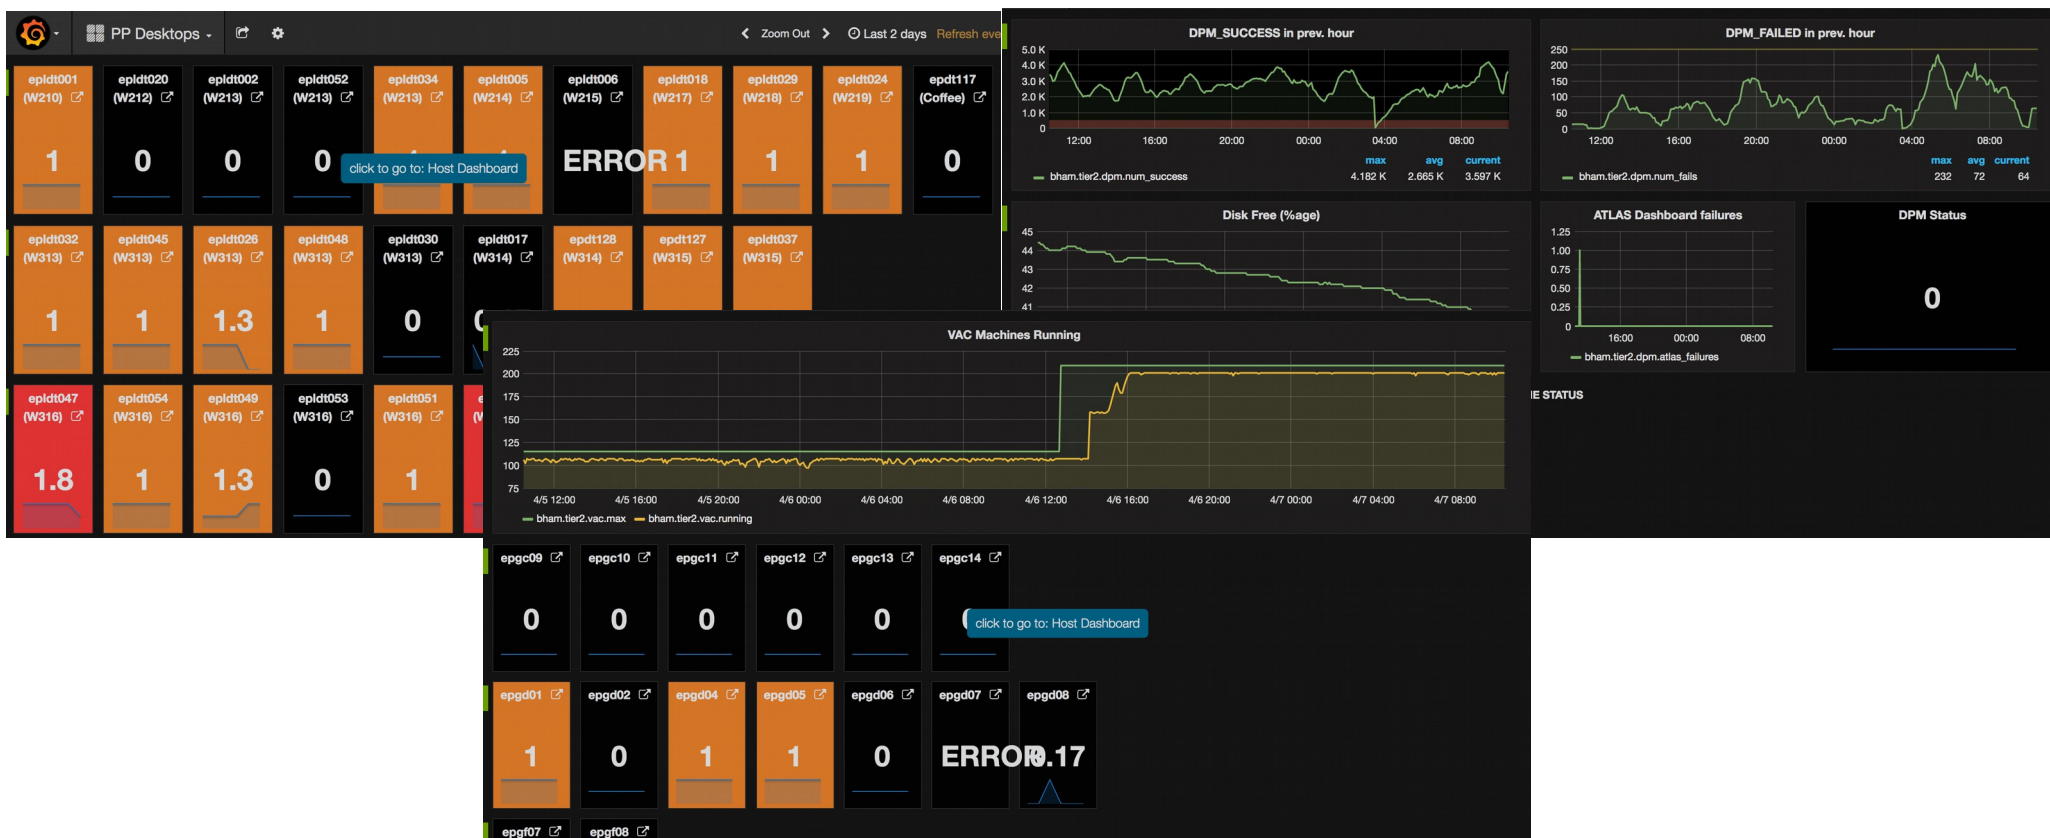 PP Desktops
Zoom Out
Last 2 days Refresh eve
epldt001 epldt020 epldt002 epldt052 epldt034 epldt005 epldt006 epldt018 epldt029 epldt024 epdt117
(W210) (W212) (W213) (W213) (W213) (W214) (W215) (W217) (W218) (W219) (Coffee)
1 0 0 0 ERROR 1 1 1 0
click to go to: Host Dashboard
epldt032 epldt045 epldt026 epldt048 epldt030 epldt017 epdt128 epdt127 epldt037
(W313) (W313) (W313) (W313) (W313) (W314) (W314) (W315) (W315)
1 1 1.3 1 0
epldt047 epldt054 epldt049 epldt053 epldt051
(W316) (W316) (W316) (W316) (W316)
1.8 1 1.3 0 1
DPM_SUCCESS in prev. hour
5.0 K
4.0 K
3.0 K
2.0 K
1.0 K
0
12:00 16:00 20:00 00:00 04:00 08:00
max avg current
bham.tier2.dpm.num_success 4.182 K 2.665 K 3.597 K
DPM_FAILED in prev. hour
250
200
150
100
50
0
12:00 16:00 20:00 00:00 04:00 08:00
max avg current
bham.tier2.dpm.num_fails 232 72 64
Disk Free (%age)
45
44
43
42
41
ATLAS Dashboard failures
1.25
1.00
0.75
0.50
0.25
0
16:00 00:00 08:00
bham.tier2.dpm.atlas_failures
DPM Status
0
IE STATUS
VAC Machines Running
225
200
175
150
125
100
75
4/5 12:00 4/5 16:00 4/5 20:00 4/6 00:00 4/6 04:00 4/6 08:00 4/6 12:00 4/6 16:00 4/6 20:00 4/7 00:00 4/7 04:00 4/7 08:00
bham.tier2.vac.max bham.tier2.vac.running
epgc09 epgc10 epgc11 epgc12 epgc13 epgc14
0 0 0 0 0
click to go to: Host Dashboard
epgd01 epgd02 epgd04 epgd05 epgd06 epgd07 epgd08
1 0 1 1 0 ERROR 0.17
epgf07 epgf08